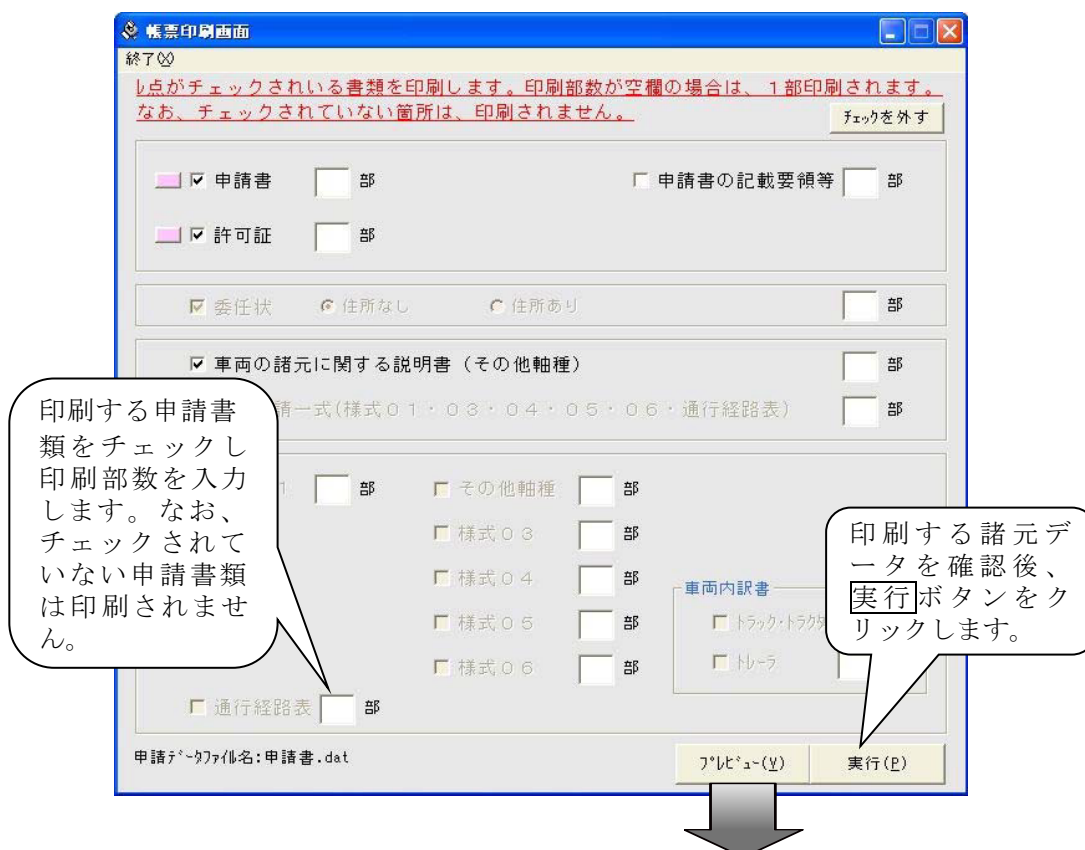 帳票印刷画面
終了(X)
レ点がチェックされいる書類を印刷します。印刷部数が空欄の場合は、1部印刷されます。
なお、チェックされていない箇所は、印刷されません。
チェックを外す
申請書 部 申請書の記載要領等 部
許可証 部
委任状 住所なし 住所あり 部
車両の諸元に関する説明書（その他軸種） 部
請一式(様式01・03・04・05・06・通行経路表) 部
部 その他軸種 部
様式03 部
様式04 部
様式05 部
様式06 部
車両内訳書
トラック・トラクタ
トレーラ
通行経路表 部
申請データファイル名:申請書.dat
プレビュー(V) 実行(P)
印刷する申請書
類をチェックし
印刷部数を入力
します。なお、
チェックされて
いない申請書類
は印刷されませ
ん。
印刷する諸元デ
ータを確認後、
実行ボタンをク
リックします。